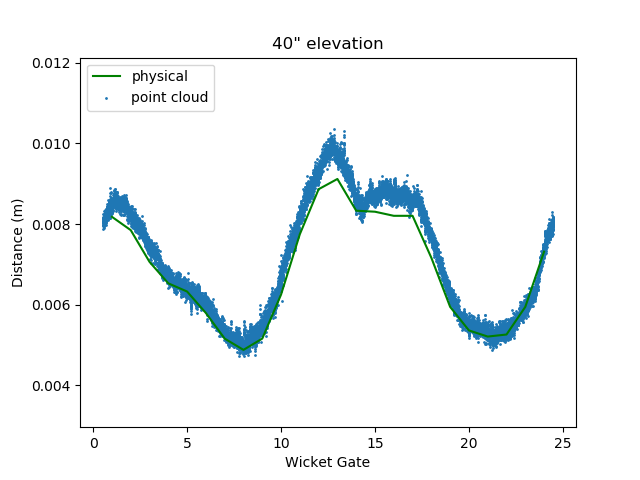 40" elevation
physical
point cloud
0.012
0.010
0.008
0.006
0.004
Distance (m)
0 5 10 15 20 25
Wicket Gate